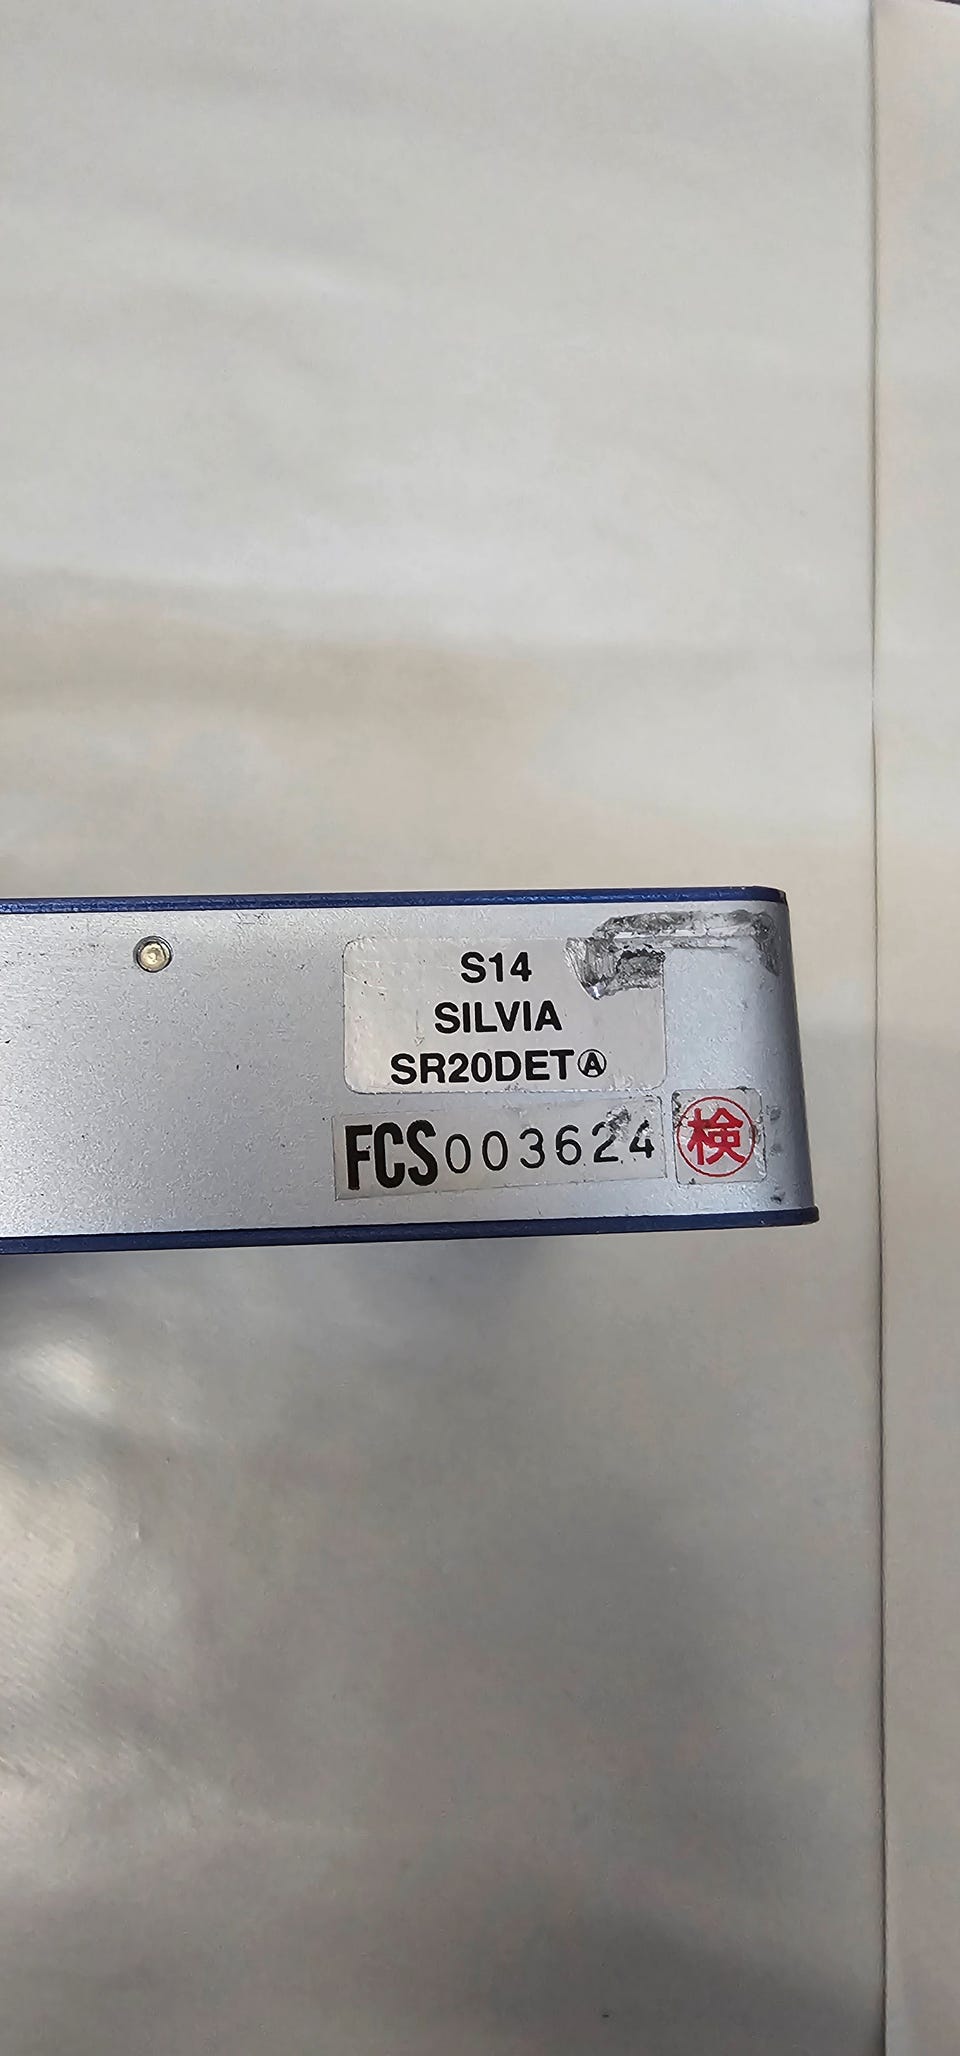 S14
SILVIA
SR20DETⒶ
FCS003624
検